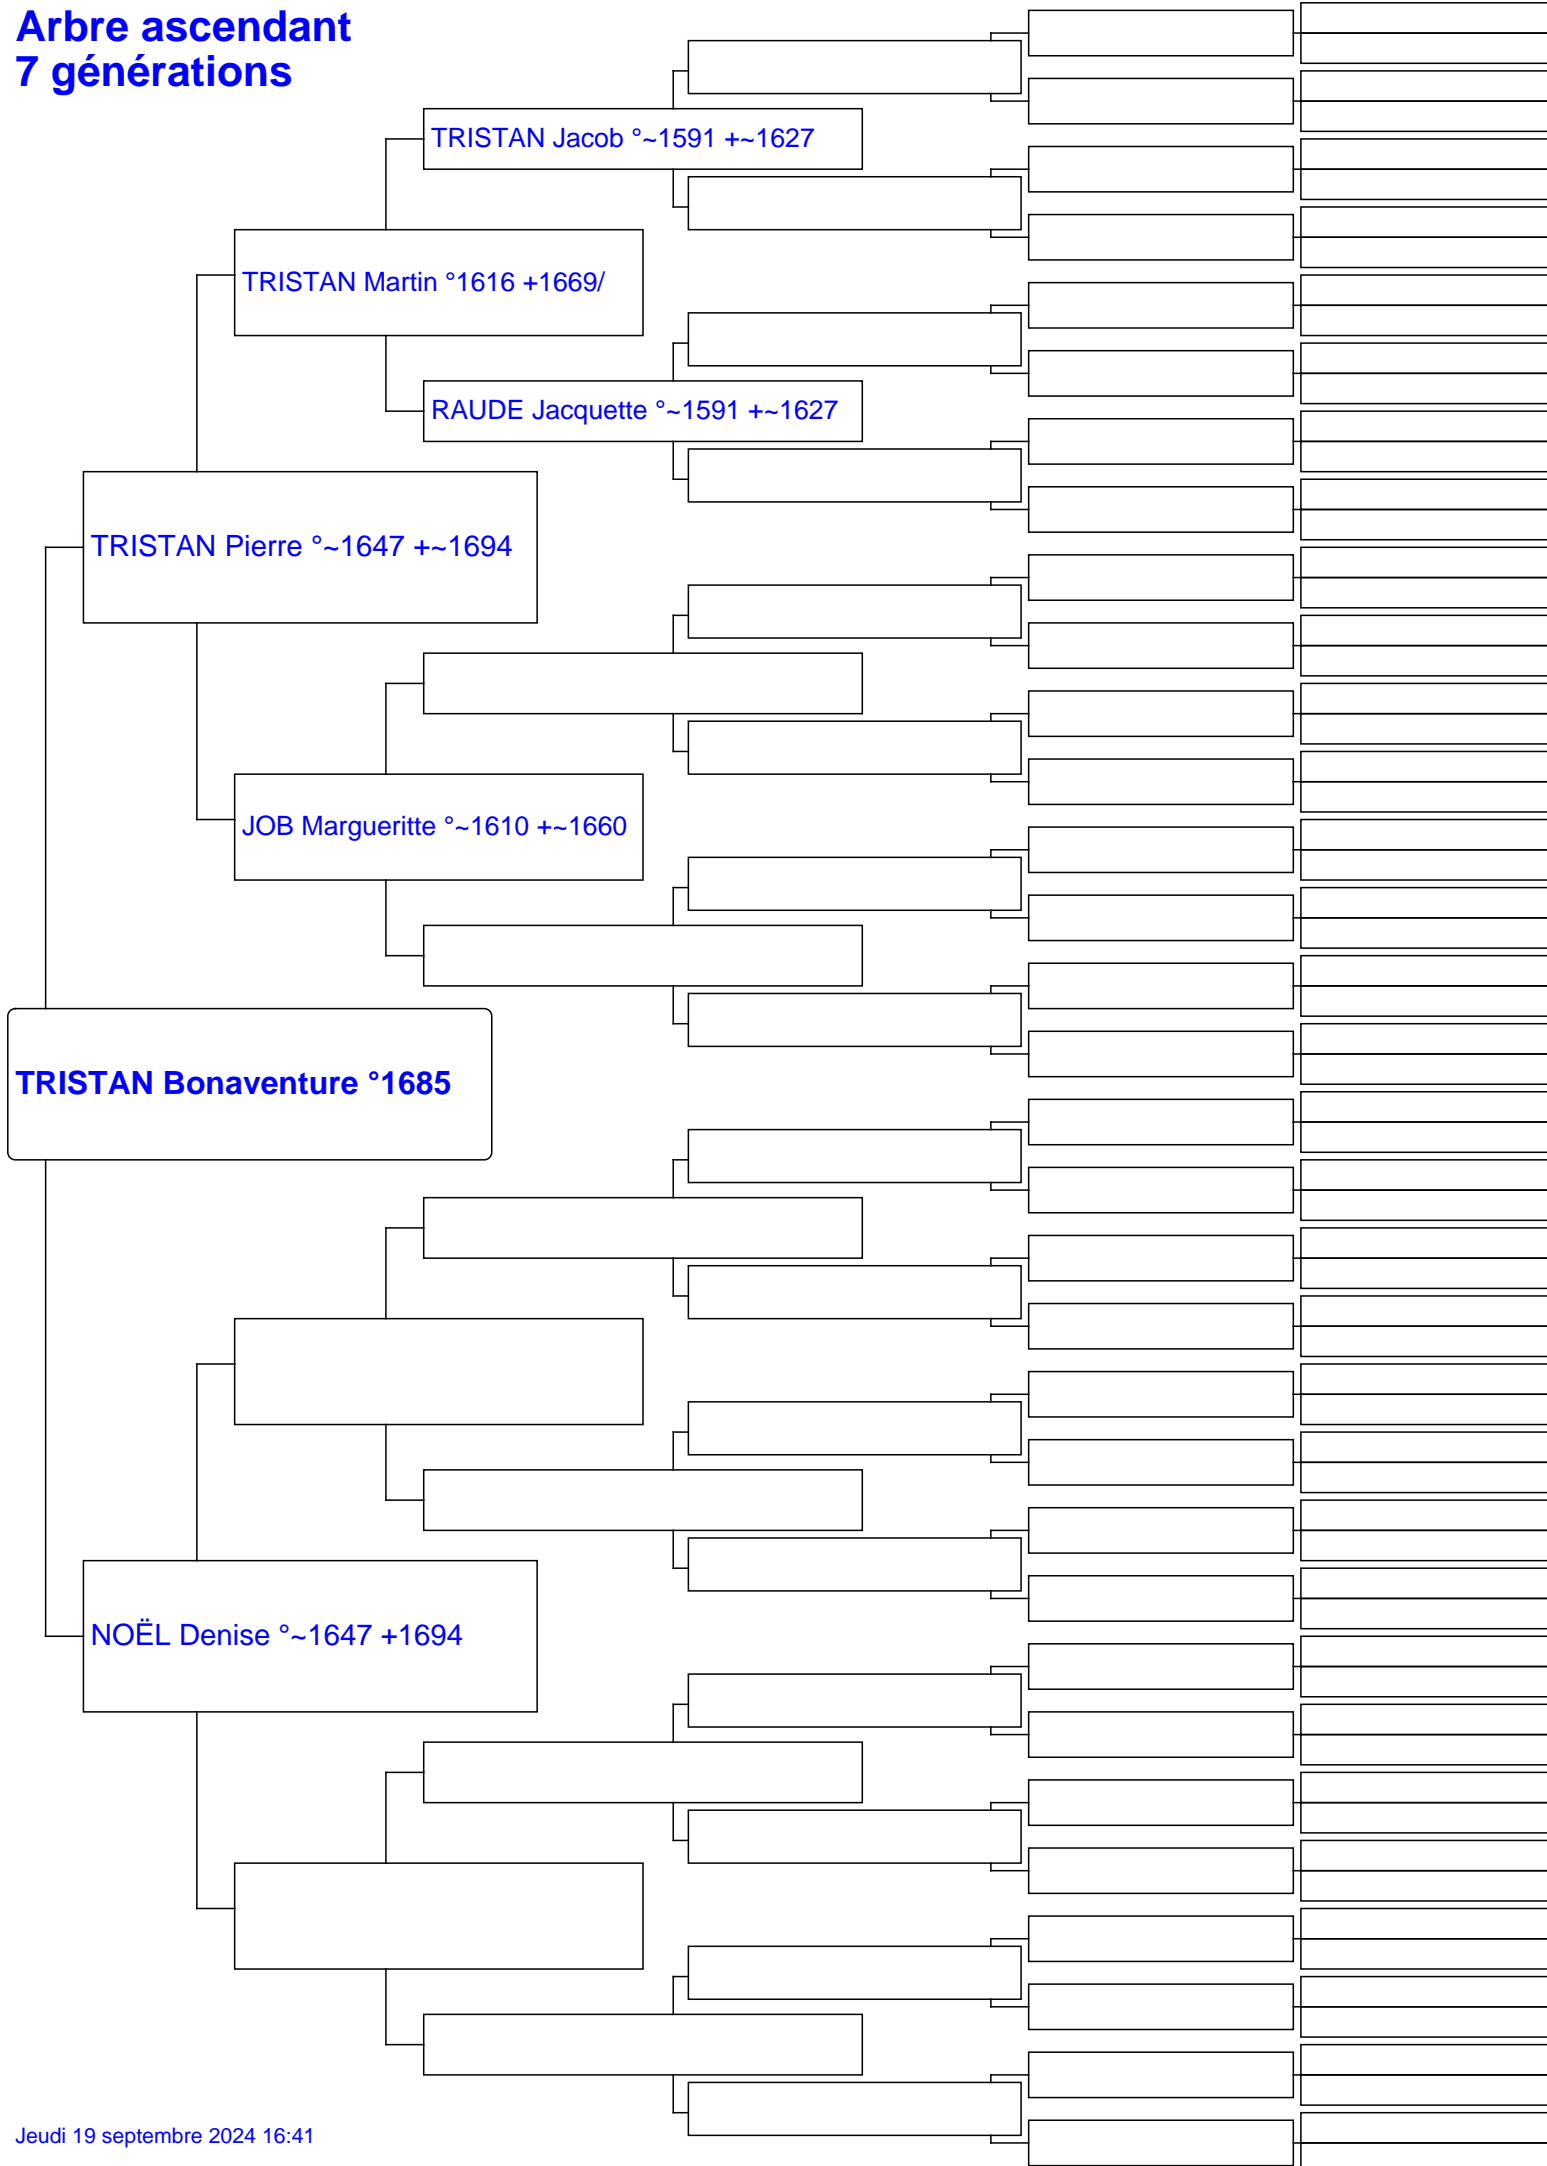 Arbre ascendant
7 générations
TRISTAN Jacob °~1591 +~1627
TRISTAN Martin °1616 +1669/
RAUDE Jacquette °~1591 +~1627
TRISTAN Pierre °~1647 +~1694
JOB Margueritte °~1610 +~1660
TRISTAN Bonaventure °1685
NOËL Denise °~1647 +1694
Jeudi 19 septembre 2024 16:41